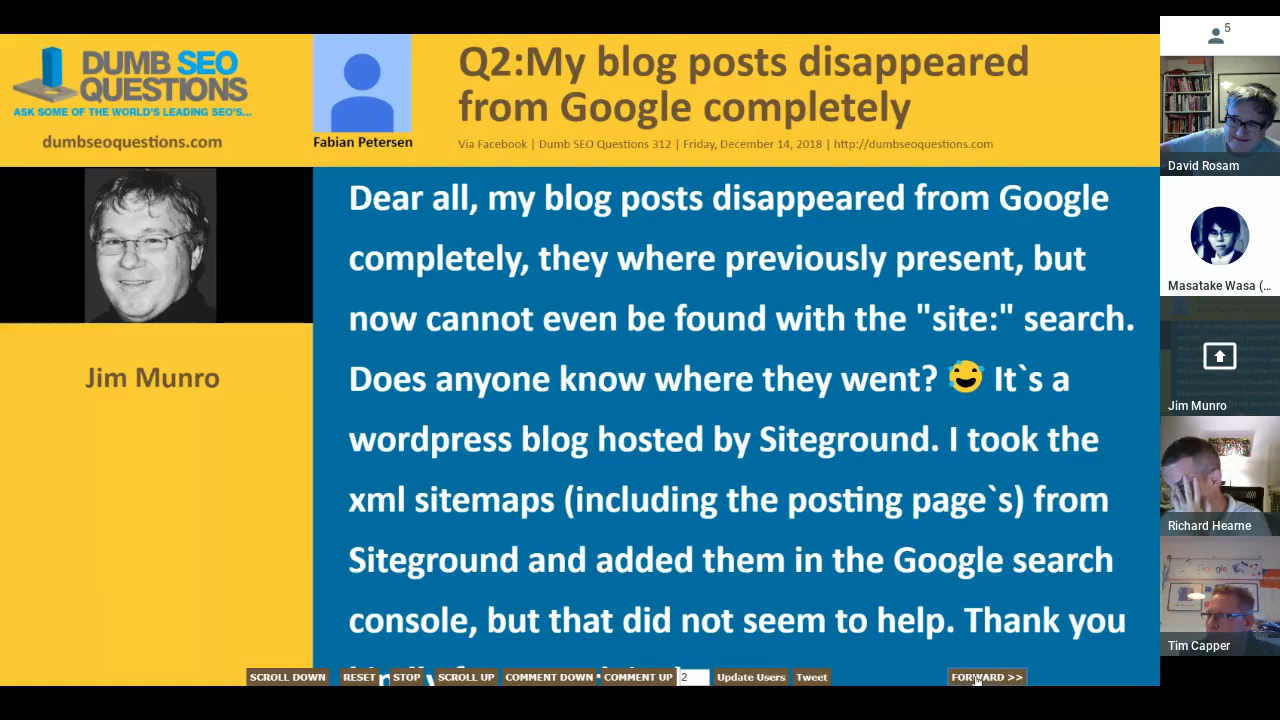 DUMB SEO
QUESTIONS
ASK SOME OF THE WORLD'S LEADING SEO'S...
dumbseoquestions.com
Fabian Petersen
Q2:My blog posts disappeared
from Google completely
Via Facebook | Dumb SEO Questions 312 | Friday, December 14, 2018 | http://dumbseoquestions.com
Jim Munro
Dear all, my blog posts disappeared from Google
completely, they where previously present, but
now cannot even be found with the "site:" search.
Does anyone know where they went? 😅 It`s a
wordpress blog hosted by Siteground. I took the
xml sitemaps (including the posting page`s) from
Siteground and added them in the Google search
console, but that did not seem to help. Thank you
SCROLL DOWN RESET STOP SCROLL UP COMMENT DOWN COMMENT UP 2 Update Users Tweet FORWARD >>
5
David Rosam
Masatake Wasa (...
Jim Munro
Richard Hearne
Google
Tim Capper